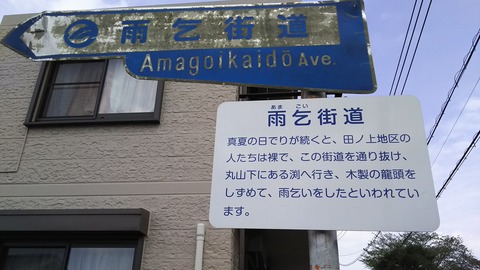 雨乞街道
Amagoikaidō Ave.
あま ごい
雨乞街道
真夏の日でりが続くと、田ノ上地区の
人たちは裸で、この街道を通り抜け、
丸山下にある渕へ行き、木製の龍頭を
しずめて、雨乞いをしたといわれてい
ます。